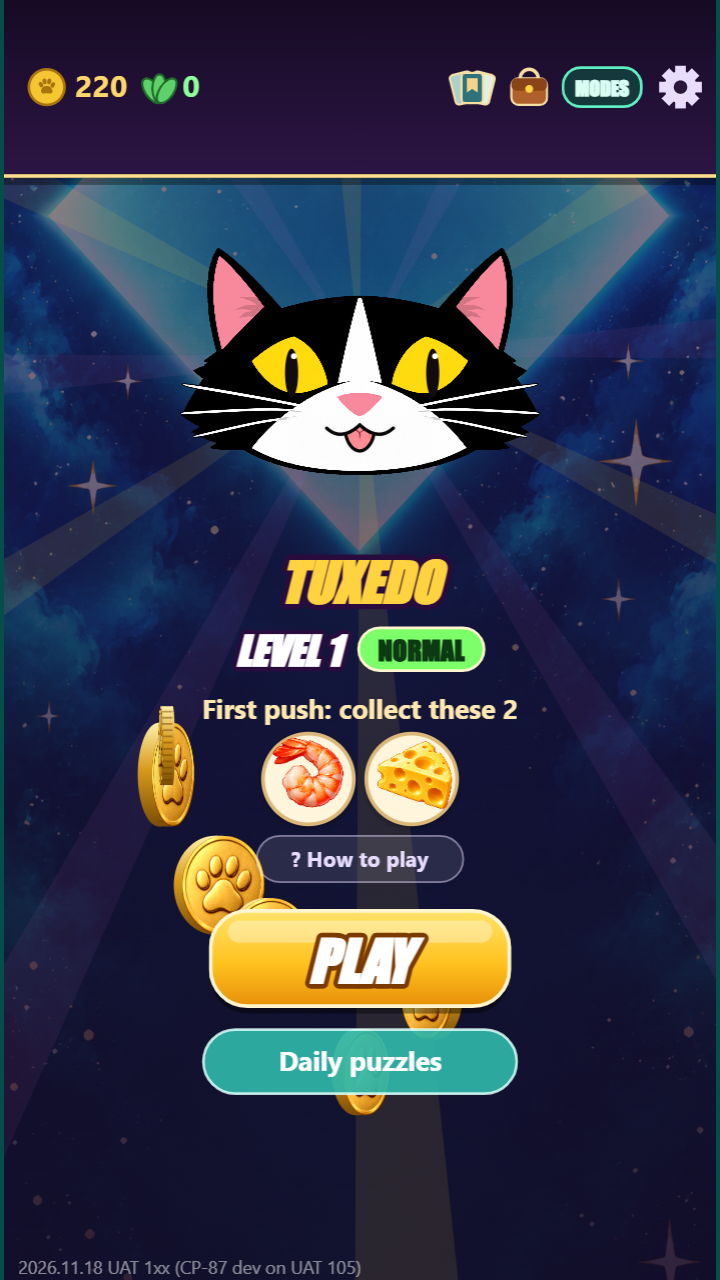 220
0
MODES
TUXEDO
LEVEL 1
NORMAL
First push: collect these 2
? How to play
PLAY
Daily puzzles
2026.11.18 UAT 1xx (CP-87 dev on UAT 105)